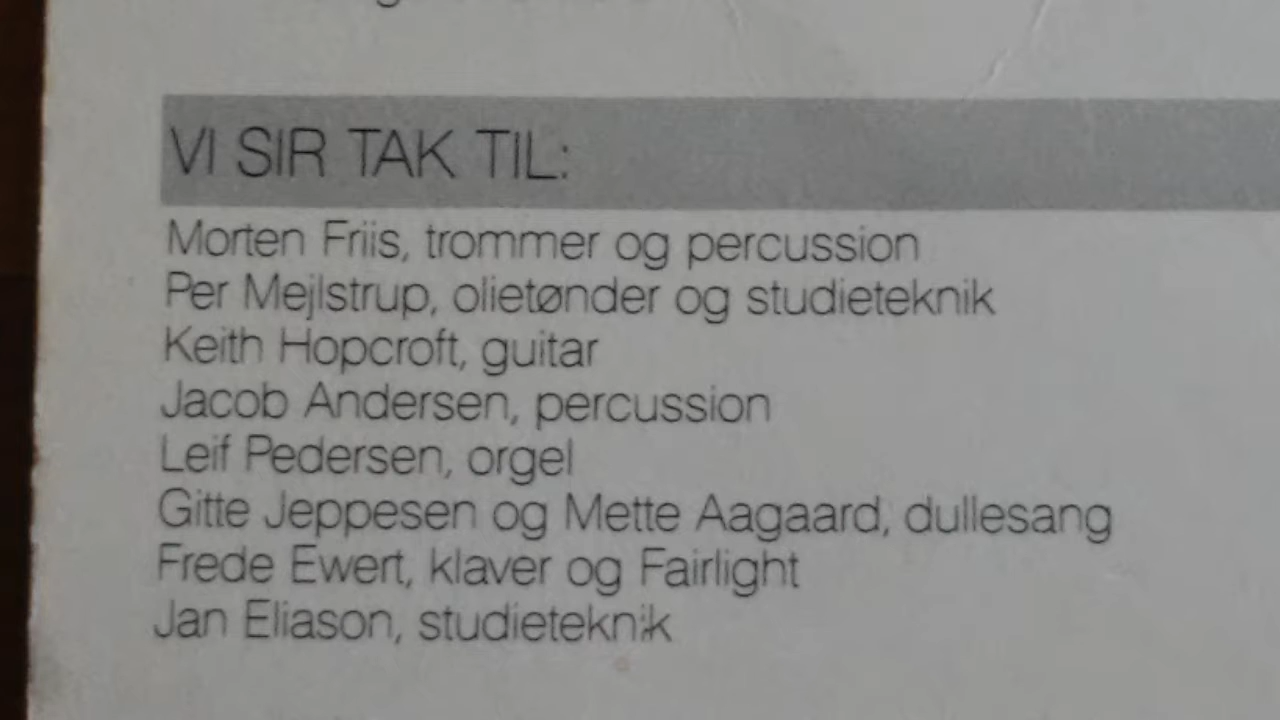 VI SIR TAK TIL:
Morten Friis, trommer og percussion
Per Mejlstrup, olietønder og studieteknik
Keith Hopcroft, guitar
Jacob Andersen, percussion
Leif Pedersen, orgel
Gitte Jeppesen og Mette Aagaard, dullesang
Frede Ewert, klaver og Fairlight
Jan Eliason, studieteknik